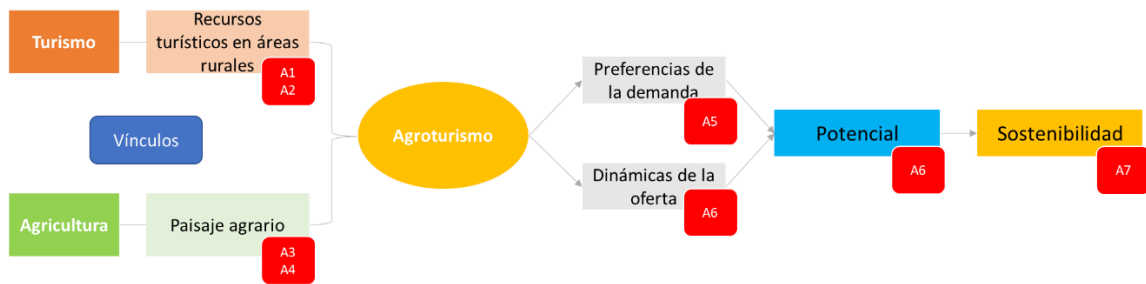 Turismo
Recursos
turísticos en áreas
rurales
A1
A2
Vínculos
Agricultura
Paisaje agrario
A3
A4
Agroturismo
Preferencias de
la demanda
A5
Dinámicas de la
oferta
A6
Potencial
A6
Sostenibilidad
A7